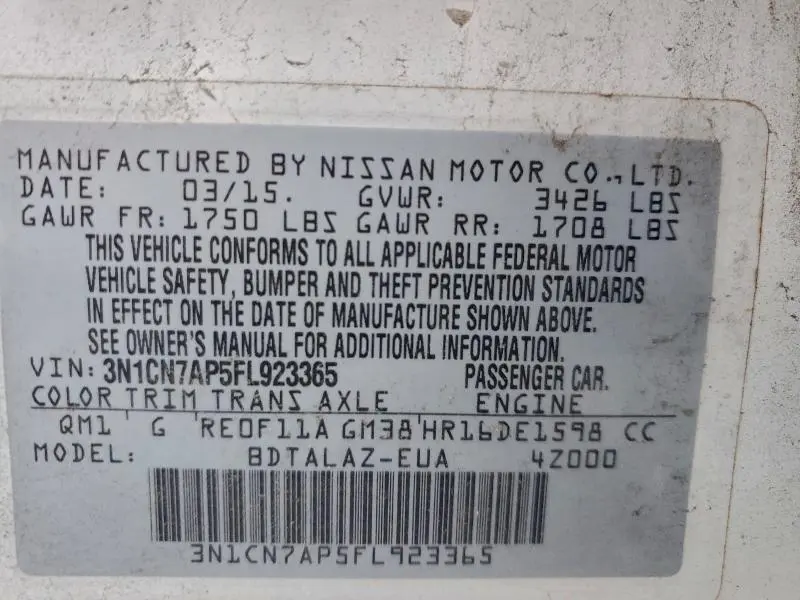 MANUFACTURED BY NISSAN MOTOR CO., LTD.
DATE: 03/15. GVWR: 3426 LBS
GAWR FR: 1750 LBS GAWR RR: 1708 LBS
THIS VEHICLE CONFORMS TO ALL APPLICABLE FEDERAL MOTOR
VEHICLE SAFETY, BUMPER AND THEFT PREVENTION STANDARDS
IN EFFECT ON THE DATE OF MANUFACTURE SHOWN ABOVE.
SEE OWNER'S MANUAL FOR ADDITIONAL INFORMATION.
VIN: 3N1CN7AP5FL923365 PASSENGER CAR.
COLOR TRIM TRANS AXLE ENGINE
QM1 G RE0F11A GM38 HR16DE1598 CC
MODEL: BDTALAZ-EUA 4Z000
3N1CN7AP5FL923365